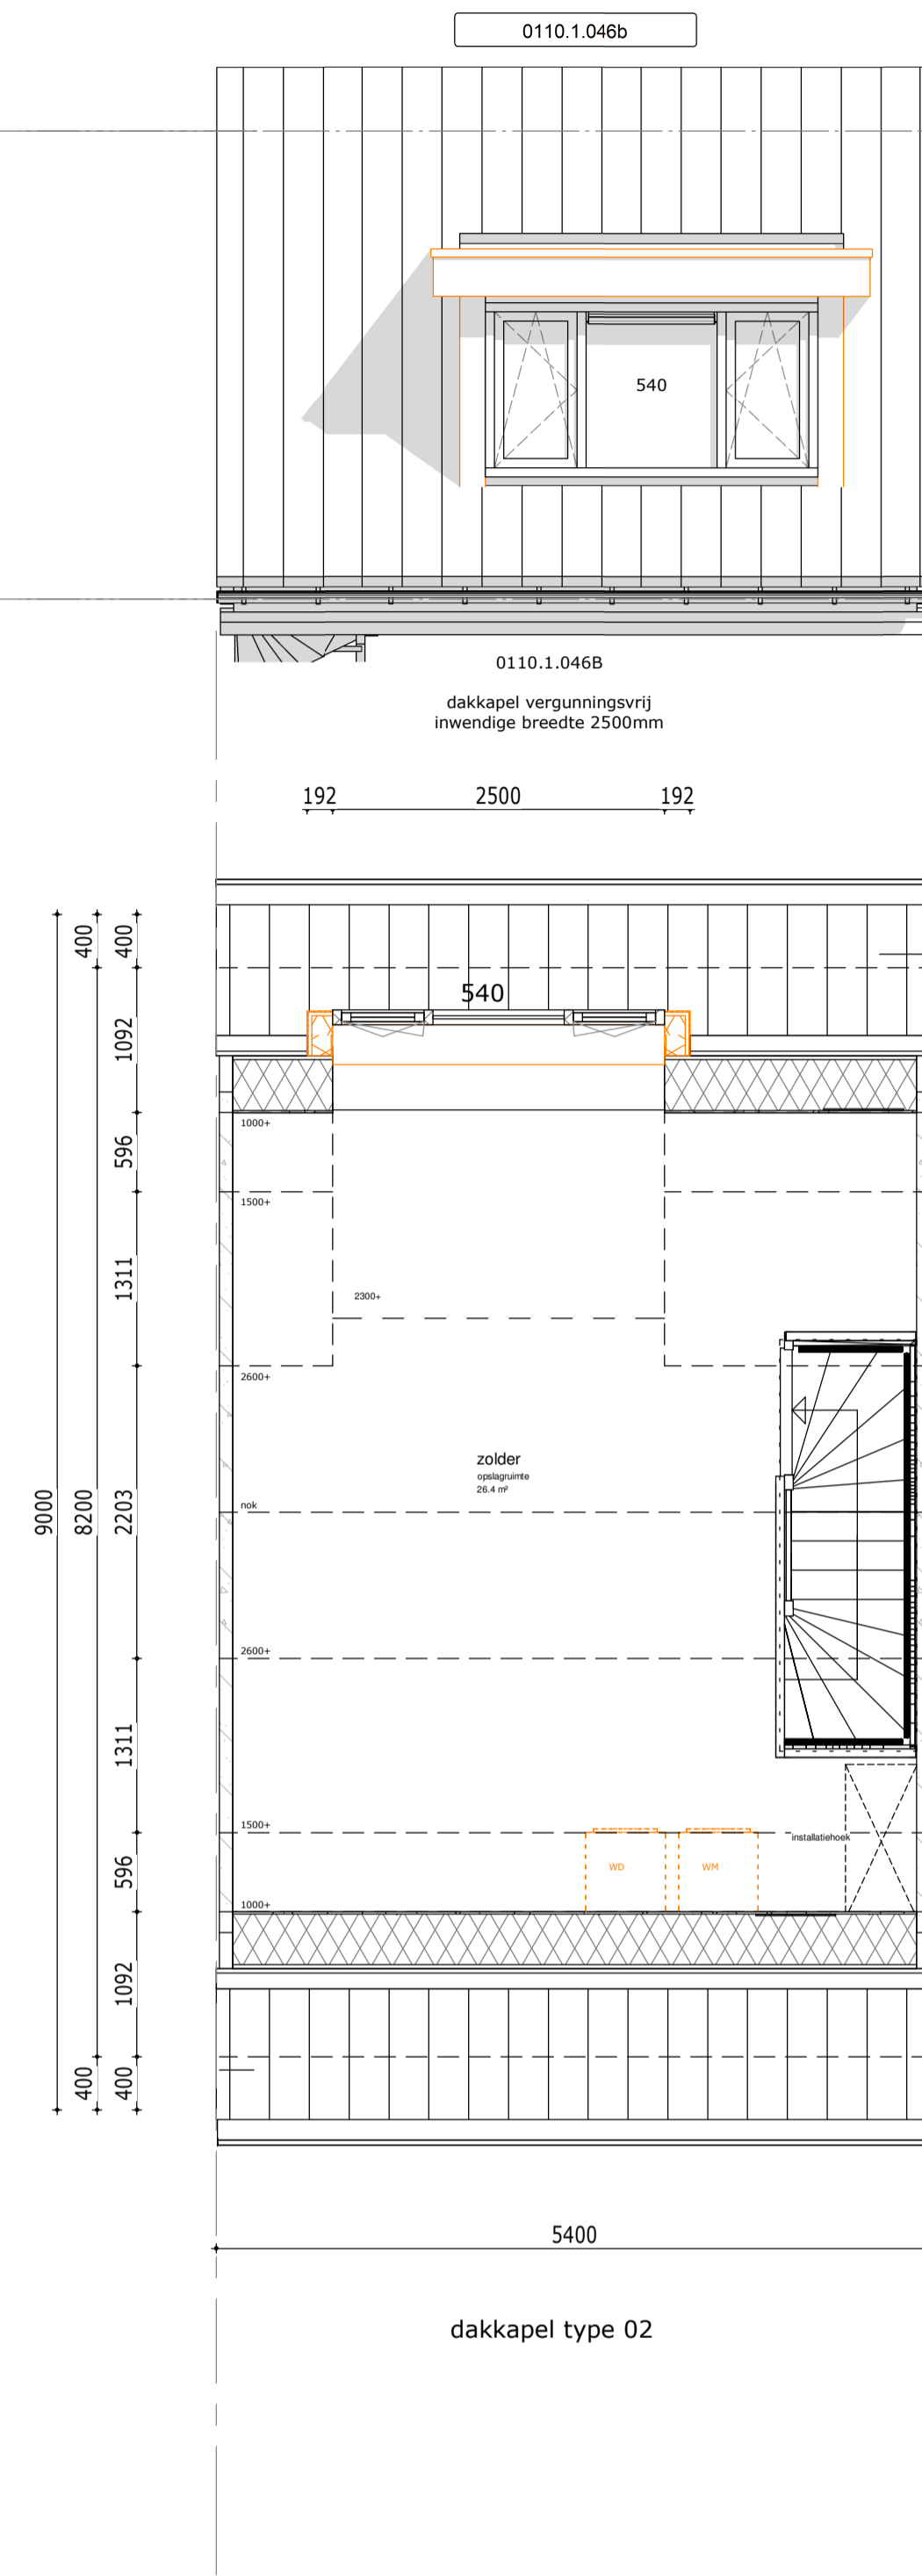 0110.1.046b
540
0110.1.046B
dakkapel vergunningsvrij
inwendige breedte 2500mm
192
2500
192
400
400
540
1092
1000+
596
1500+
1311
2300+
2600+
zolder
opslagruimte
26.4 m²
nok
9000
8200
2203
2600+
1311
1500+
installatiehoek
WD
WM
596
1000+
1092
400
400
5400
dakkapel type 02